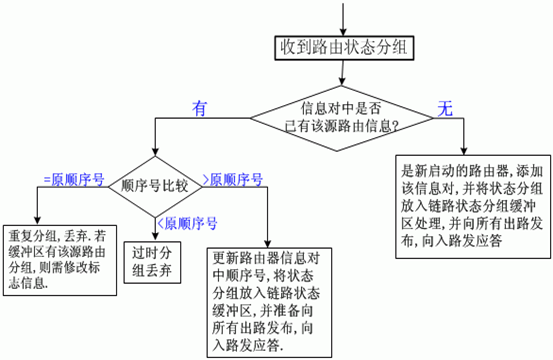 收到路由状态分组
信息对中是否
已有该源路由信息?
有
无
顺序号比较
=原顺序号
>原顺序号
<原顺序号
重复分组,丢弃.若
缓冲区有该源路由
分组,则需修改标
志信息.
过时分
组丢弃
更新路由器信息对
中顺序号,将状态
分组放入链路状态
缓冲区,并准备向
所有出路发布,向
入路发应答.
是新启动的路由器,添加
该信息对,并将状态分组
放入链路状态分组缓冲
区处理,并向所有出路发
布,向入路发应答